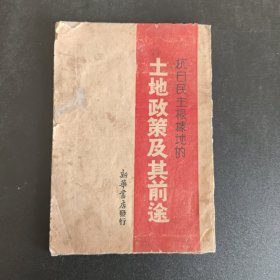 抗日民主根據地的
土地政策及其前途
新華書店發行